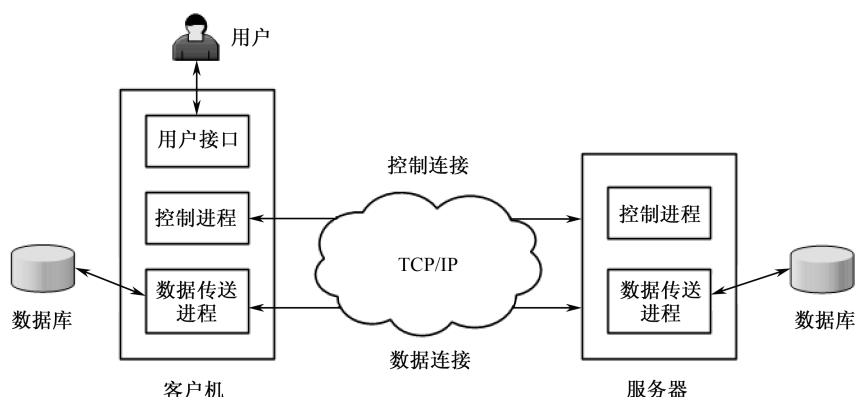 用户
用户接口
控制连接
控制进程
控制进程
TCP/IP
数据传送
进程
数据传送
进程
数据库
数据库
数据连接
客户机
服务器